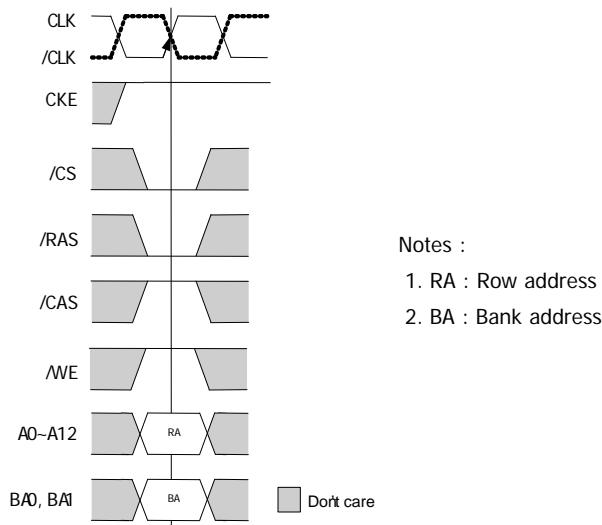 CLK
/CLK
CKE
/CS
/RAS
/CAS
/WE
A0~A12
RA
BA0, BA1
BA
Don't care
Notes :
1. RA : Row address
2. BA : Bank address